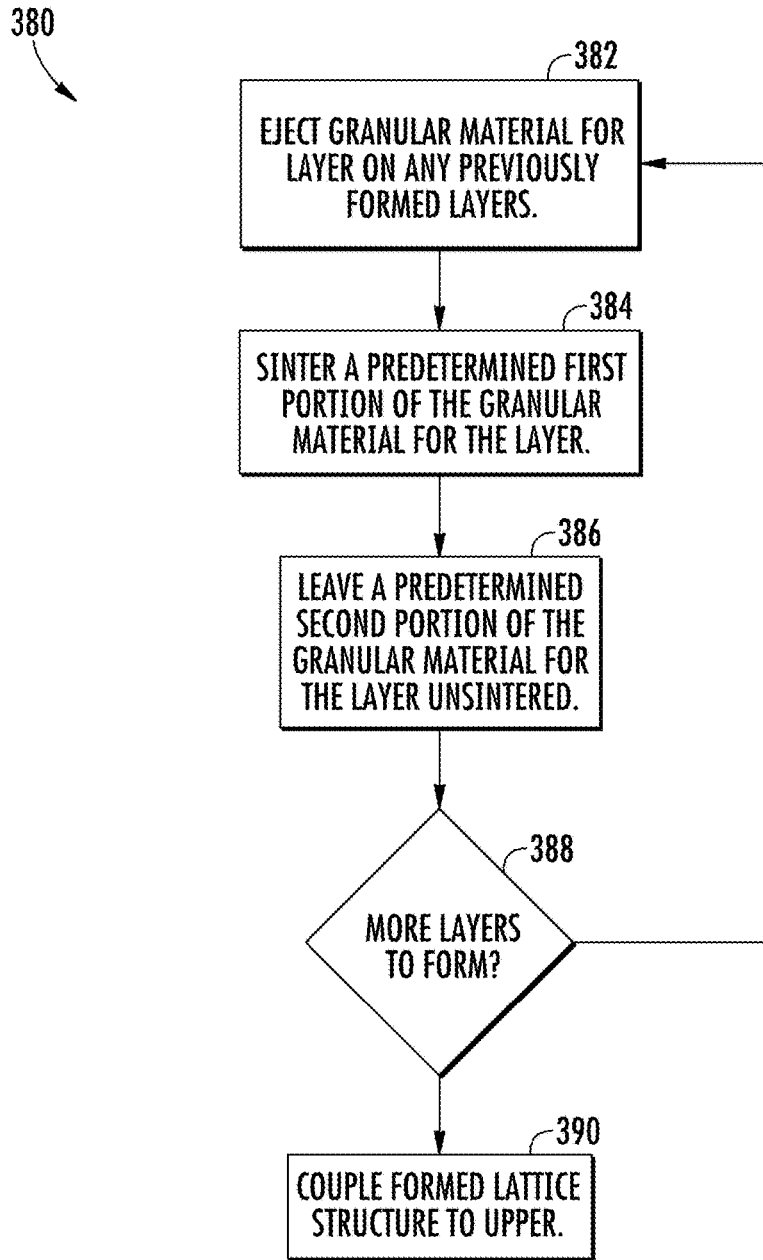 380
382
EJECT GRANULAR MATERIAL FOR
LAYER ON ANY PREVIOUSLY
FORMED LAYERS.
384
SINTER A PREDETERMINED FIRST
PORTION OF THE GRANULAR
MATERIAL FOR THE LAYER.
386
LEAVE A PREDETERMINED
SECOND PORTION OF THE
GRANULAR MATERIAL FOR
THE LAYER UNSINTERED.
388
MORE LAYERS
TO FORM?
390
COUPLE FORMED LATTICE
STRUCTURE TO UPPER.